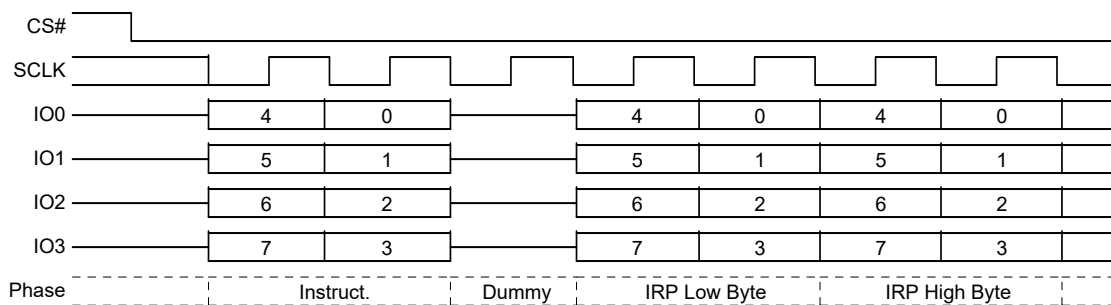 CS#
SCLK
IO0 4 0 4 0 4 0
IO1 5 1 5 1 5 1
IO2 6 2 6 2 6 2
IO3 7 3 7 3 7 3
Phase Instruct. Dummy IRP Low Byte IRP High Byte